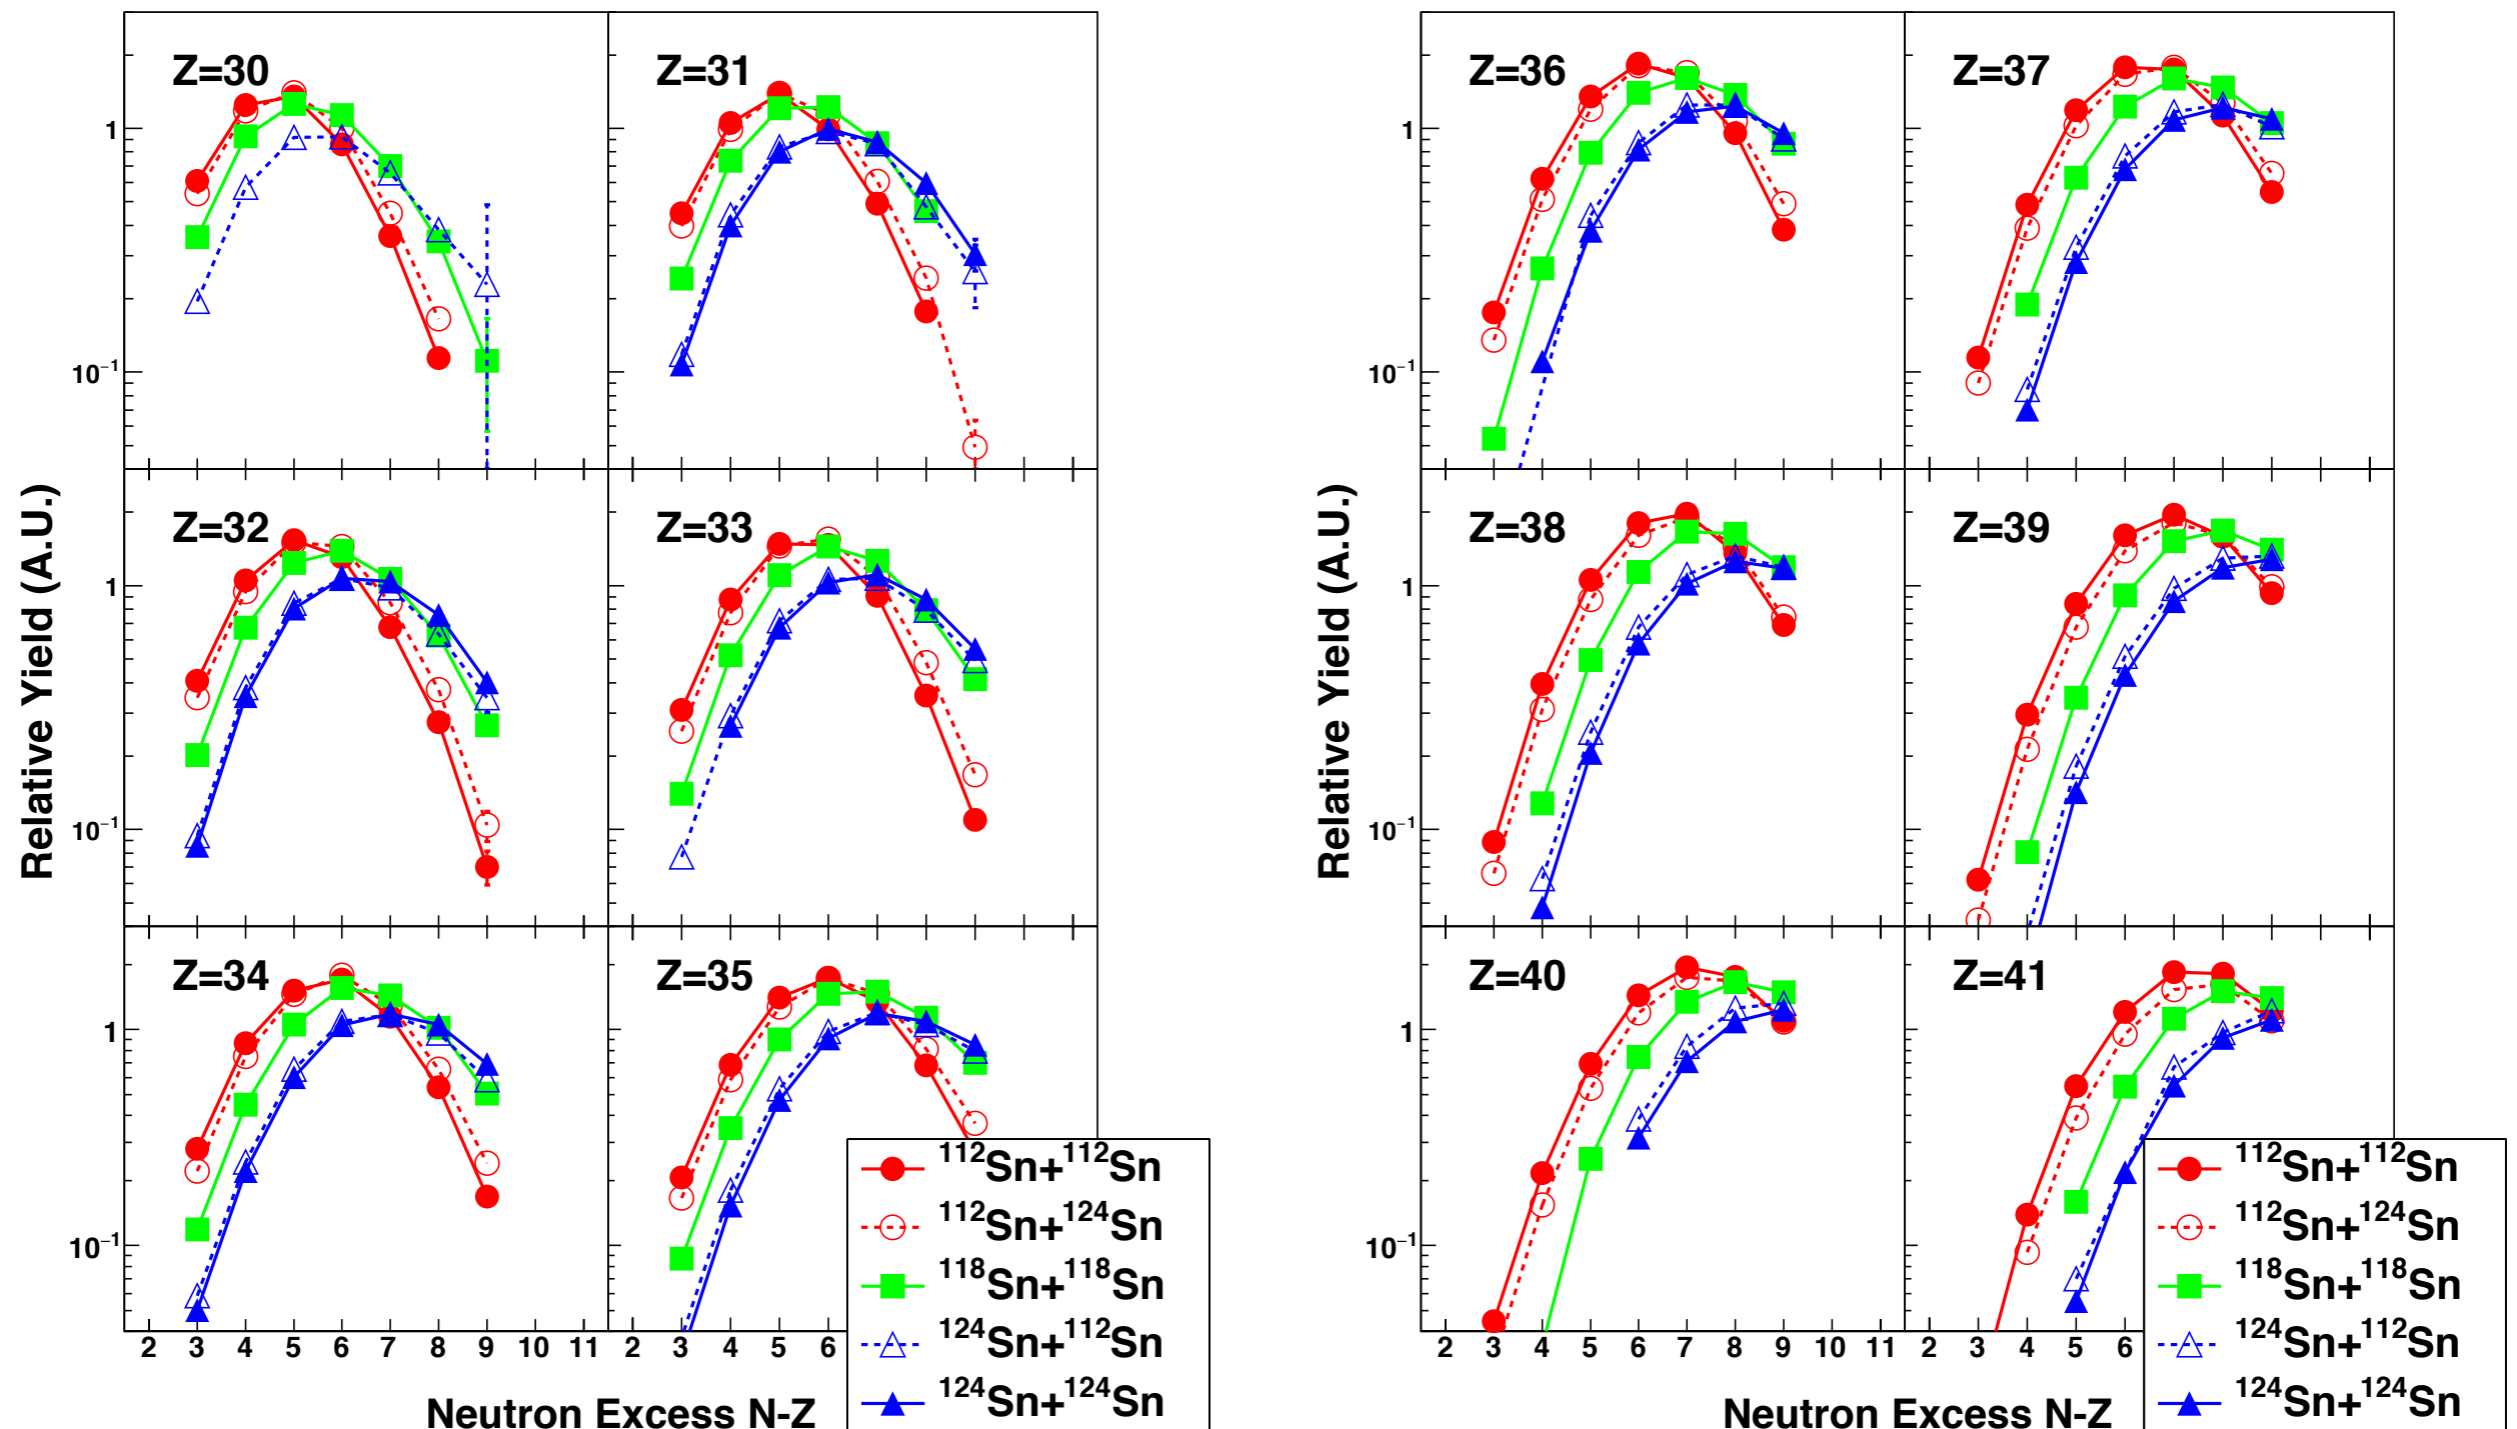 Z=30
Z=31
1
10⁻¹
Z=32
Z=33
1
10⁻¹
Z=34
Z=35
1
10⁻¹
2 3 4 5 6 7 8 9 10 11 2 3 4 5 6
Relative Yield (A.U.)
Neutron Excess N-Z
¹¹²Sn+¹¹²Sn
¹¹²Sn+¹²⁴Sn
¹¹⁸Sn+¹¹⁸Sn
¹²⁴Sn+¹¹²Sn
¹²⁴Sn+¹²⁴Sn
Z=36
Z=37
1
10⁻¹
Z=38
Z=39
1
10⁻¹
Z=40
Z=41
1
10⁻¹
2 3 4 5 6 7 8 9 10 11 2 3 4 5 6
Relative Yield (A.U.)
Neutron Excess N-Z
¹¹²Sn+¹¹²Sn
¹¹²Sn+¹²⁴Sn
¹¹⁸Sn+¹¹⁸Sn
¹²⁴Sn+¹¹²Sn
¹²⁴Sn+¹²⁴Sn